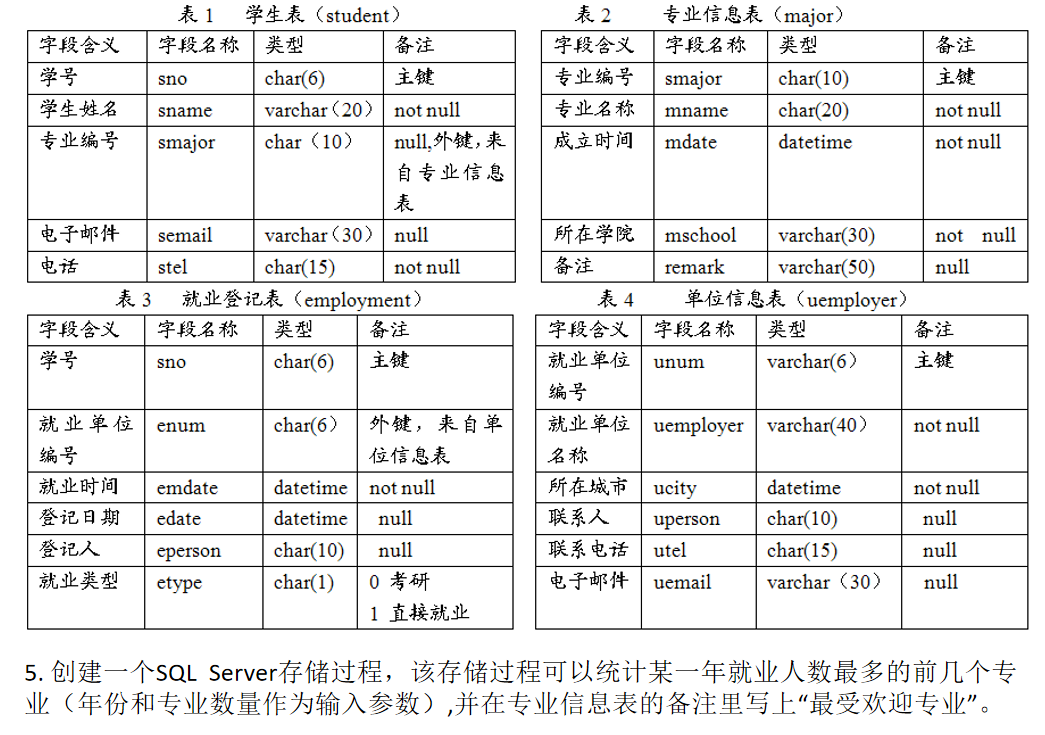 表 1 学生表（student）
字段含义 字段名称 类型 备注
学号 sno char(6) 主键
学生姓名 sname varchar（20） not null
专业编号 smajor char（10） null,外键，来
自专业信息
表
电子邮件 semail varchar（30） null
电话 stel char(15) not null
表 2 专业信息表（major）
字段含义 字段名称 类型 备注
专业编号 smajor char(10) 主键
专业名称 mname char(20) not null
成立时间 mdate datetime not null
所在学院 mschool varchar(30) not null
备注 remark varchar(50) null
表 3 就业登记表（employment）
字段含义 字段名称 类型 备注
学号 sno char(6) 主键
就业单位 enum char(6） 外键，来自单
编号 位信息表
就业时间 emdate datetime not null
登记日期 edate datetime null
登记人 eperson char(10) null
就业类型 etype char(1) 0 考研
1 直接就业
表 4 单位信息表（uemployer）
字段含义 字段名称 类型 备注
就业单位 unum varchar(6） 主键
编号
就业单位 uemployer varchar(40） not null
名称
所在城市 ucity datetime not null
联系人 uperson char(10) null
联系电话 utel char(15) null
电子邮件 uemail varchar（30） null
5. 创建一个SQL Server存储过程，该存储过程可以统计某一年就业人数最多的前几个专
业（年份和专业数量作为输入参数）,并在专业信息表的备注里写上“最受欢迎专业”。